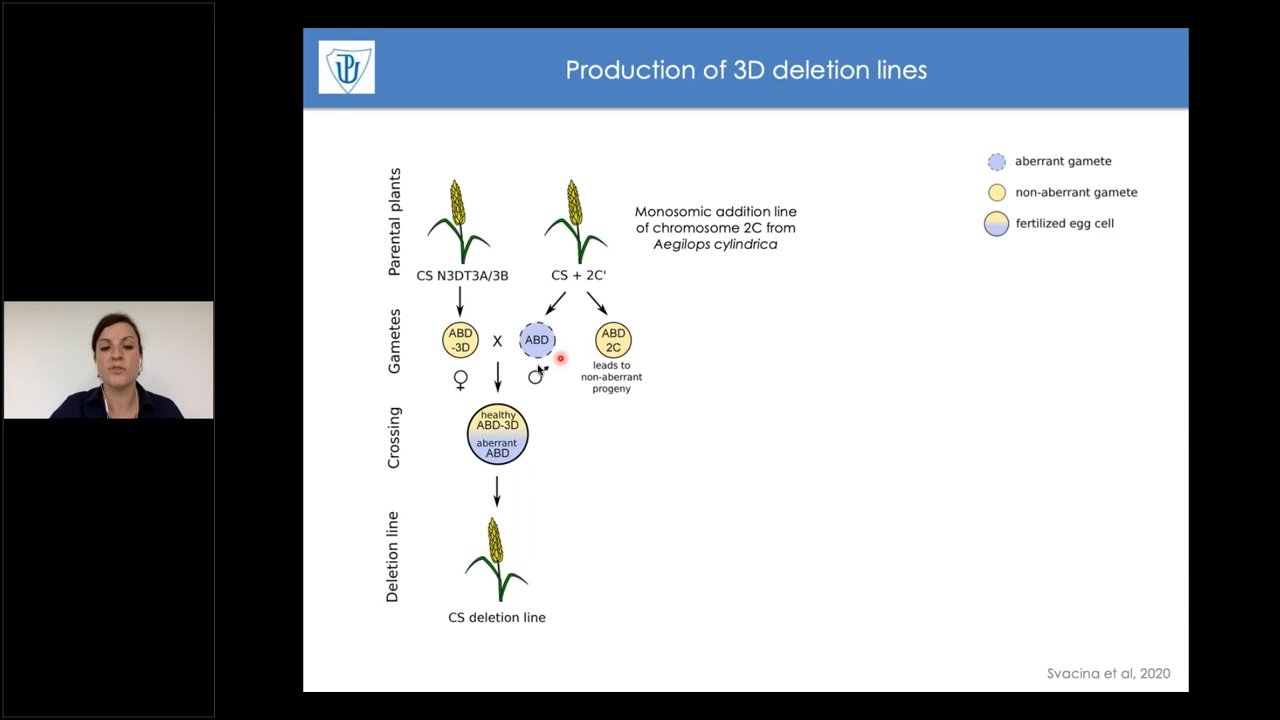 Production of 3D deletion lines
aberrant gamete
non-aberrant gamete
fertilized egg cell
Parental plants
Monosomic addition line
of chromosome 2C from
Aegilops cylindrica
CS N3DT3A/3B
CS + 2C'
Gametes
ABD
-3D
X
ABD
ABD
2C
leads to
non-aberrant
progeny
Crossing
healthy
ABD-3D
aberrant
ABD
Deletion line
CS deletion line
Svacina et al, 2020